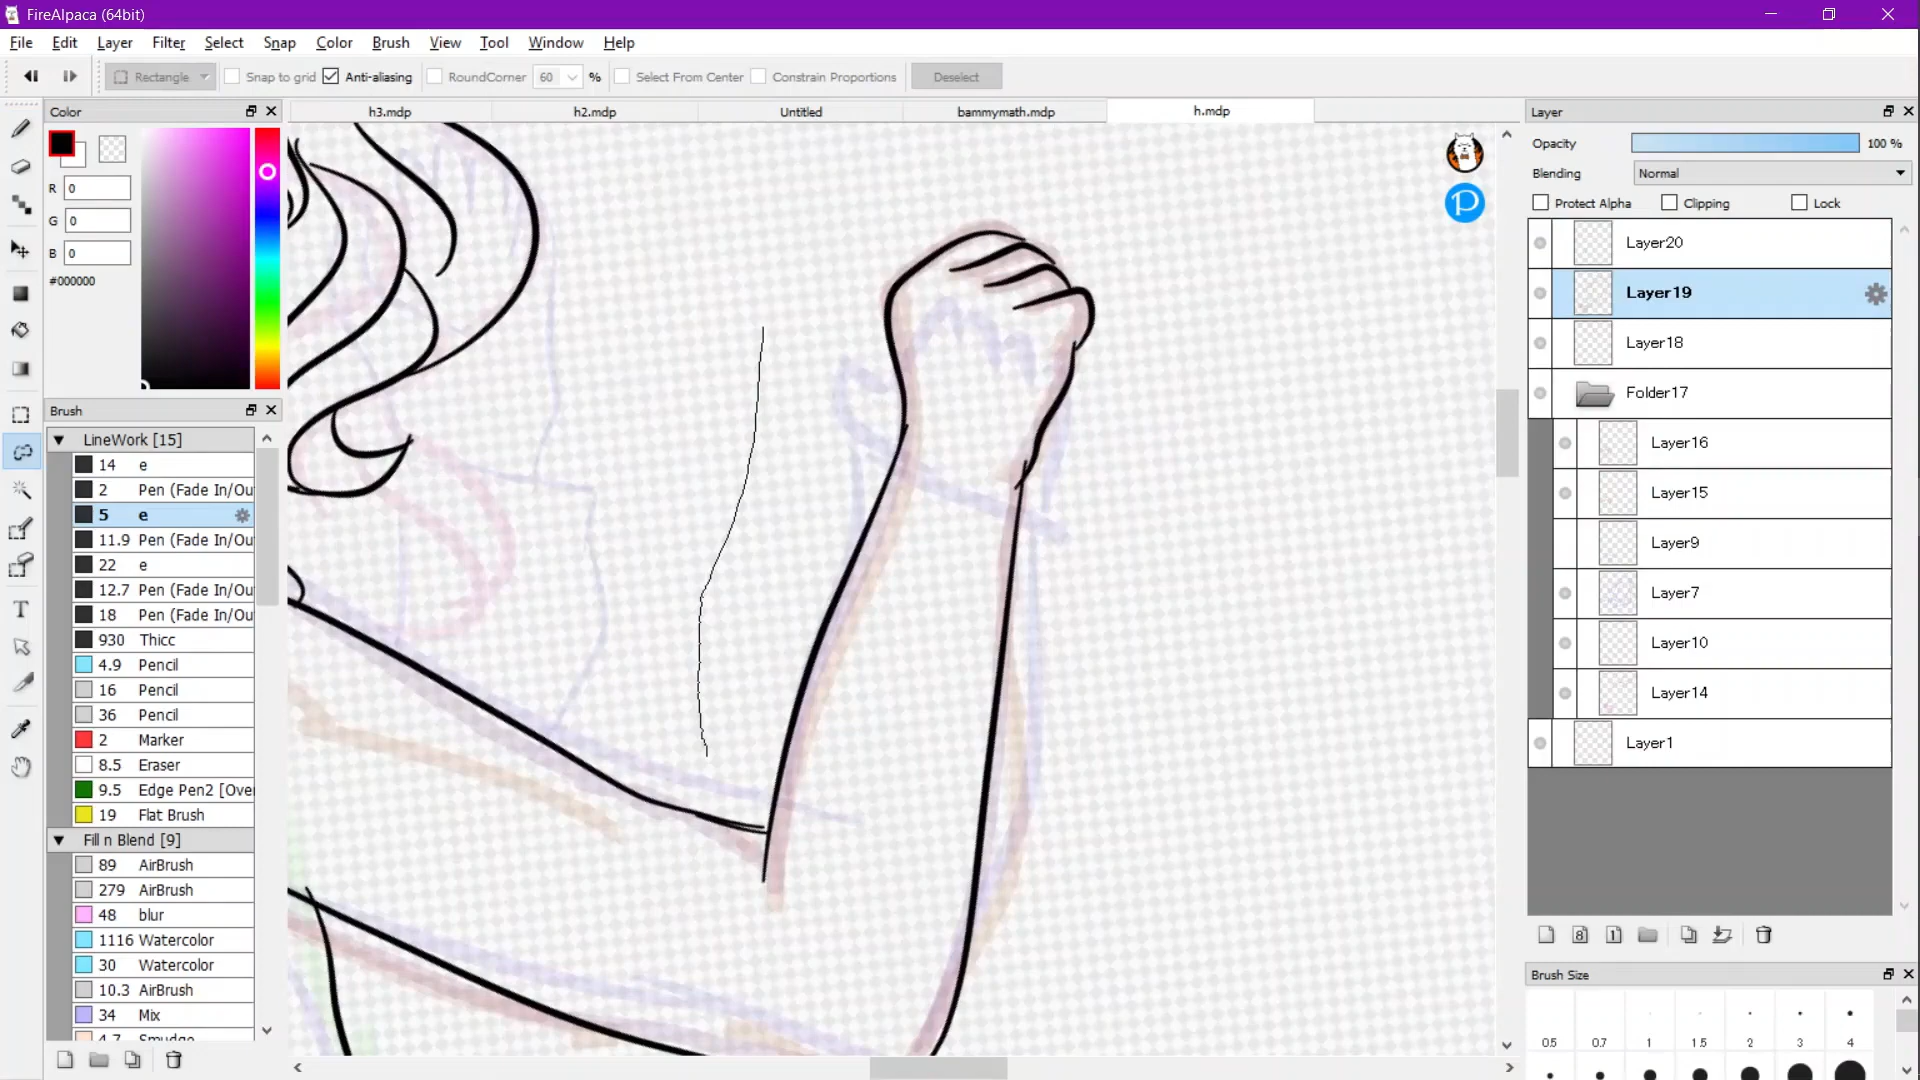 FireAlpaca (64bit)
File Edit Layer Filter Select Snap Color Brush View Tool Window Help
Rectangle Snap to grid Anti-aliasing RoundCorner 60 % Select From Center Constrain Proportions Deselect
Color
h3.mdp h2.mdp Untitled bammymath.mdp h.mdp
R 0
G 0
B 0
#000000
Brush
LineWork [15]
14 e
2 Pen (Fade In/Ou
5 e
11.9 Pen (Fade In/Ou
22 e
12.7 Pen (Fade In/Ou
18 Pen (Fade In/Ou
930 Thicc
4.9 Pencil
16 Pencil
36 Pencil
2 Marker
8.5 Eraser
9.5 Edge Pen2 [Over
19 Flat Brush
Fill n Blend [9]
89 AirBrush
279 AirBrush
48 blur
1116 Watercolor
30 Watercolor
10.3 AirBrush
34 Mix
4.7 Smudge
T
P
Layer
Opacity 100 %
Blending Normal
Protect Alpha Clipping Lock
Layer20
Layer19
Layer18
Folder17
Layer16
Layer15
Layer9
Layer7
Layer10
Layer14
Layer1
8 1
Brush Size
0.5 0.7 1 1.5 2 3 4